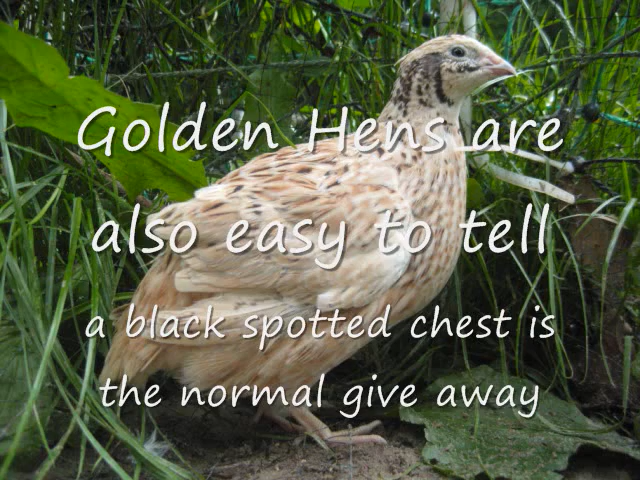 Golden Hens are
also easy to tell
a black spotted chest is
the normal give away